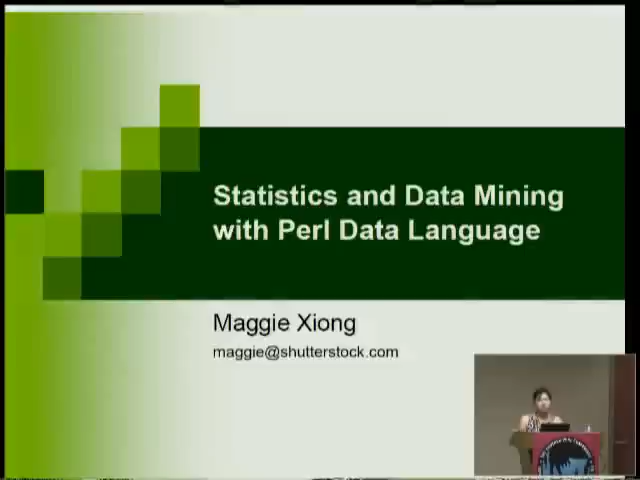 Statistics and Data Mining
with Perl Data Language
Maggie Xiong
maggie@shutterstock.com